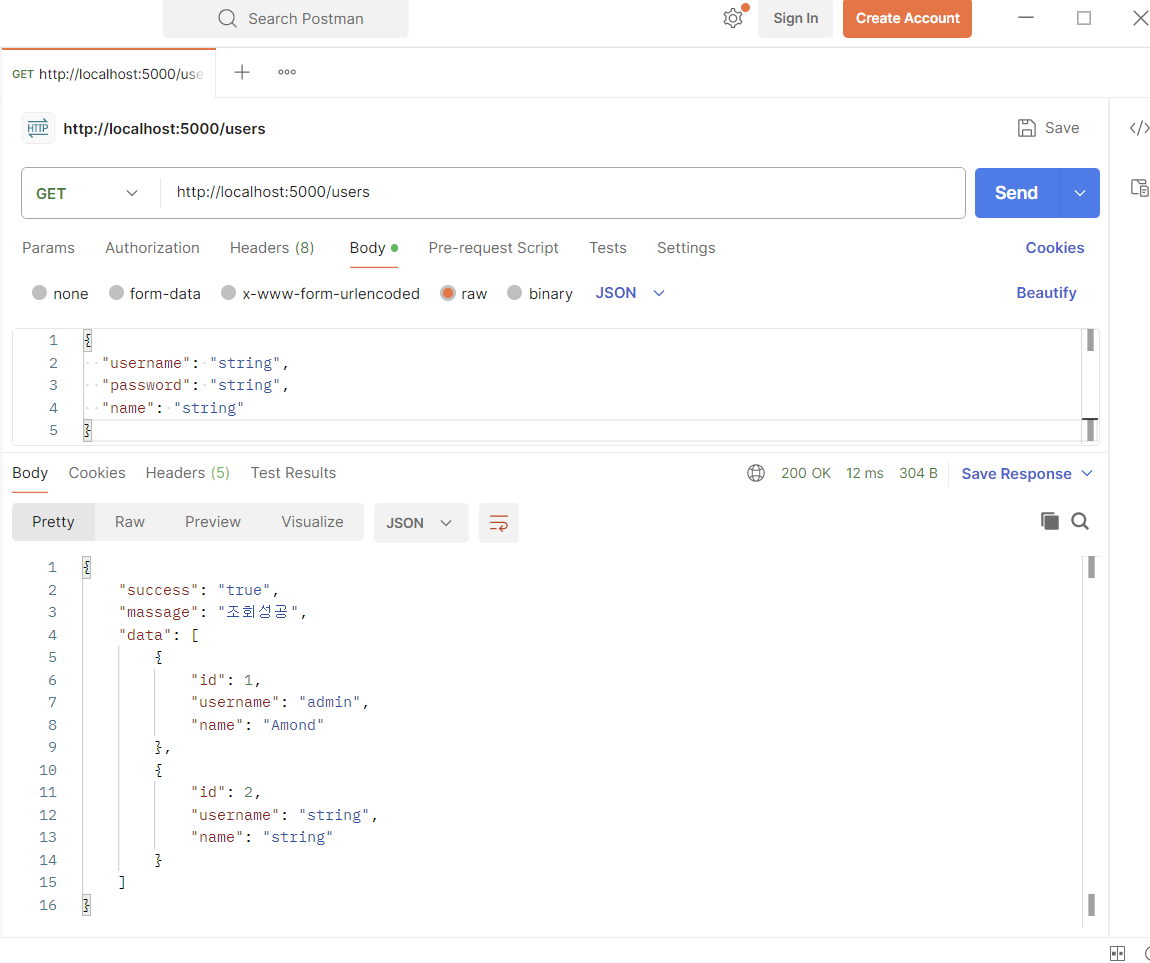 Search Postman
Sign In
Create Account
GET http://localhost:5000/use
HTTP http://localhost:5000/users
Save
GET http://localhost:5000/users
Send
Params Authorization Headers (8) Body Pre-request Script Tests Settings Cookies
none form-data x-www-form-urlencoded raw binary JSON Beautify
1 {
2 "username": "string",
3 "password": "string",
4 "name": "string"
5 }
Body Cookies Headers (5) Test Results 200 OK 12 ms 304 B Save Response
Pretty Raw Preview Visualize JSON
1 {
2 "success": "true",
3 "massage": "조회성공",
4 "data": [
5 {
6 "id": 1,
7 "username": "admin",
8 "name": "Amond"
9 },
10 {
11 "id": 2,
12 "username": "string",
13 "name": "string"
14 }
15 ]
16 }